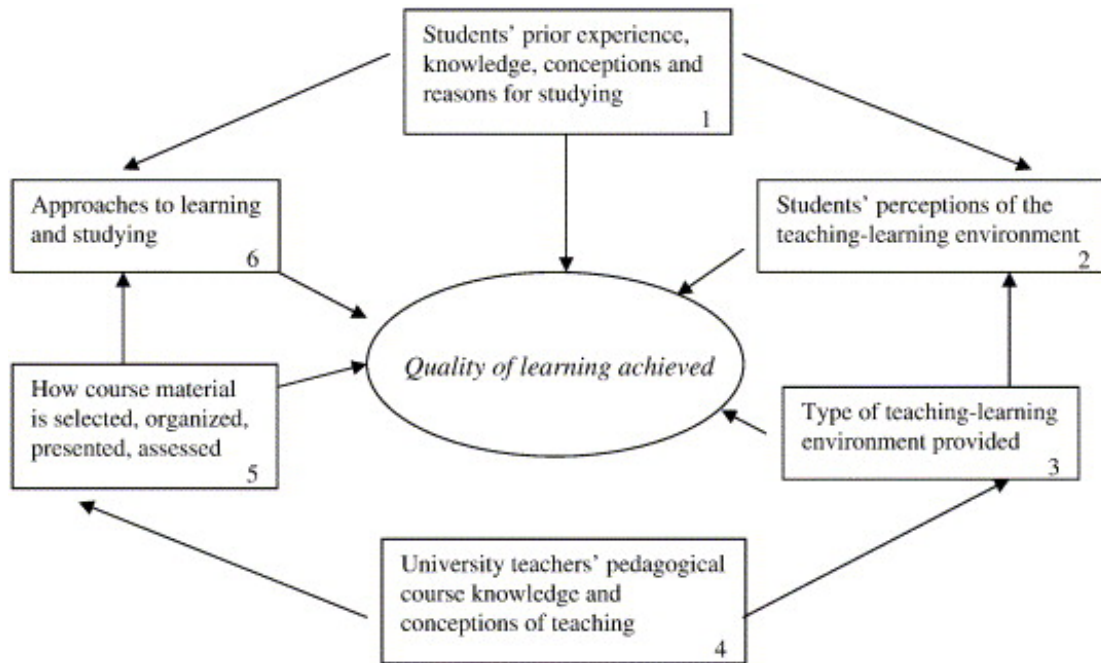 Students’ prior experience,
knowledge, conceptions and
reasons for studying
1
Approaches to learning
and studying
6
Students’ perceptions of the
teaching-learning environment
2
Quality of learning achieved
How course material
is selected, organized,
presented, assessed
5
Type of teaching-learning
environment provided
3
University teachers’ pedagogical
course knowledge and
conceptions of teaching
4